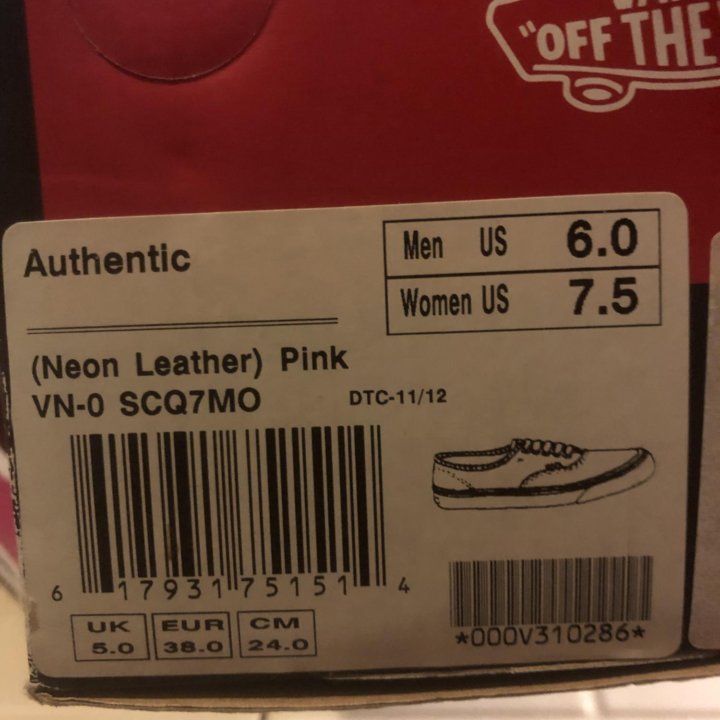 "OFF THE
Authentic
Men US 6.0
Women US 7.5
(Neon Leather) Pink
VN-0 SCQ7MO
DTC-11/12
6 17931 75151 4
UK EUR CM
5.0 38.0 24.0
*000V310286*